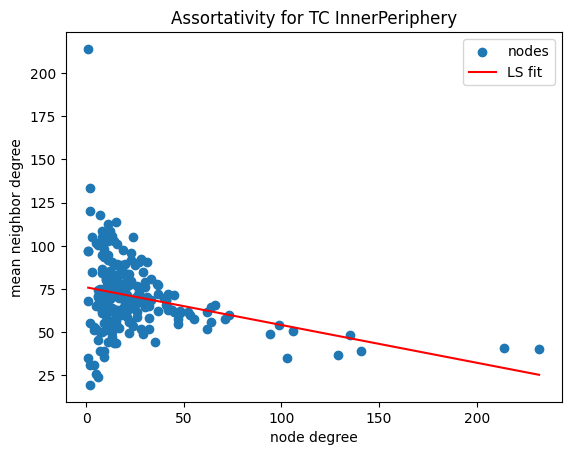 Assortativity for TC InnerPeriphery
nodes
LS fit
mean neighbor degree
200
175
150
125
100
75
50
25
0
50
100
150
200
node degree